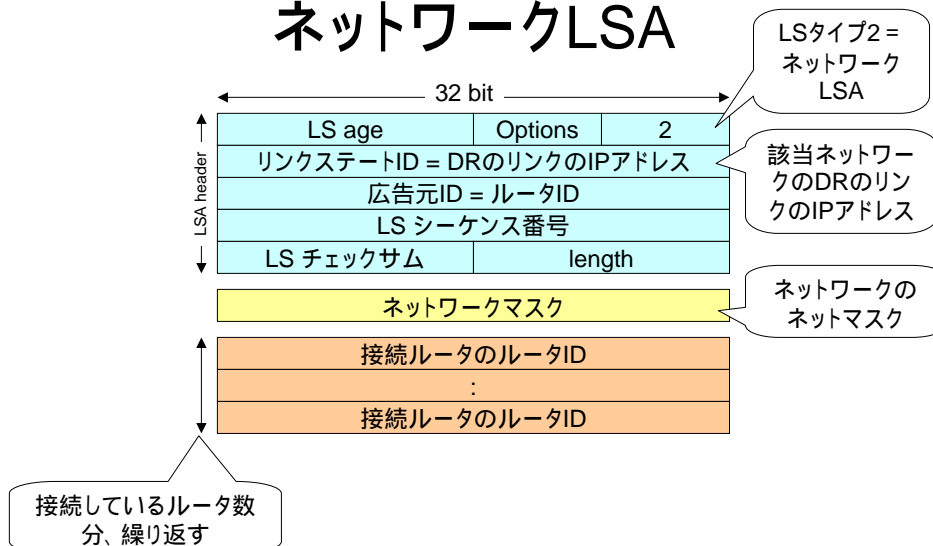 ネットワークLSA
LSタイプ2 =
ネットワーク
LSA
32 bit
LSA header
LS age
Options
2
リンクステートID = DRのリンクのIPアドレス
該当ネットワー
クのDRのリン
クのIPアドレス
広告元ID = ルータID
LS シーケンス番号
LS チェックサム
length
ネットワークマスク
ネットワークの
ネットマスク
接続ルータのルータID
:
接続ルータのルータID
接続しているルータ数
分、繰り返す